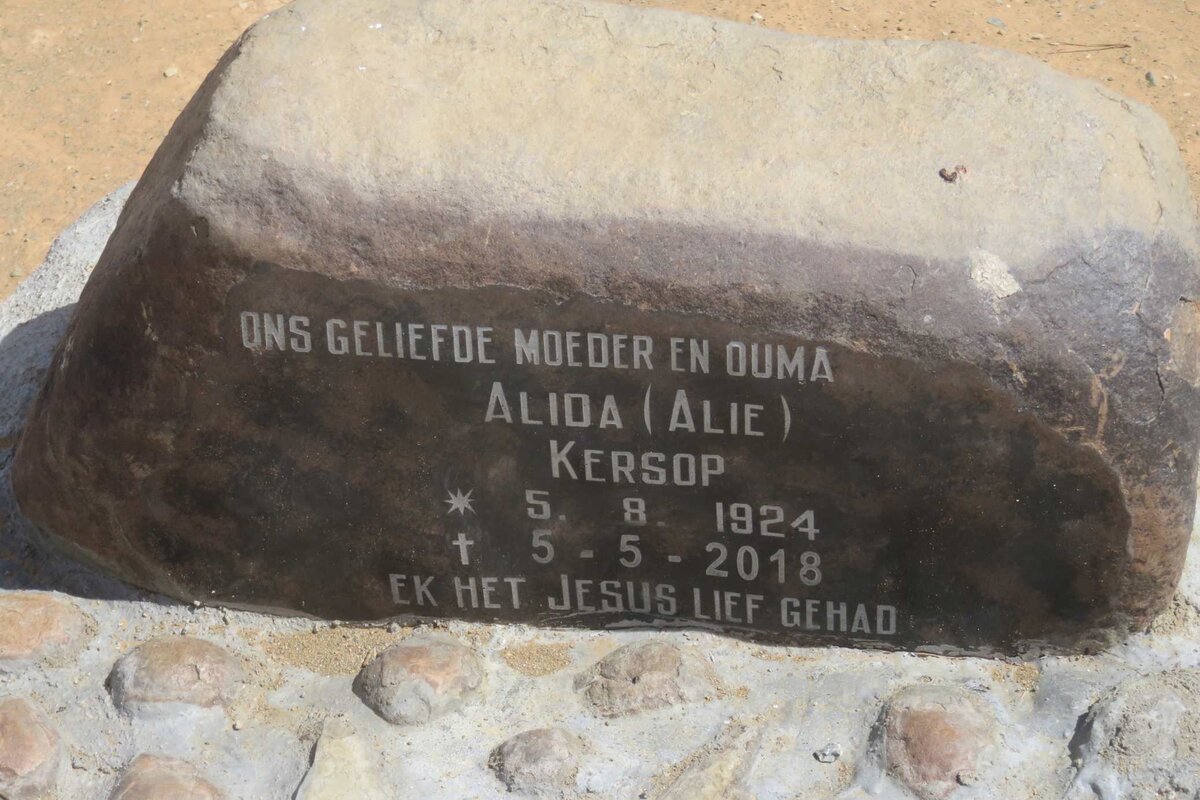 ONS GELIEFDE MOEDER EN OUMA
ALIDA (ALIE)
KERSOP
* 5. 8. 1924
† 5 - 5 - 2018
EK HET JESUS LIEF GEHAD